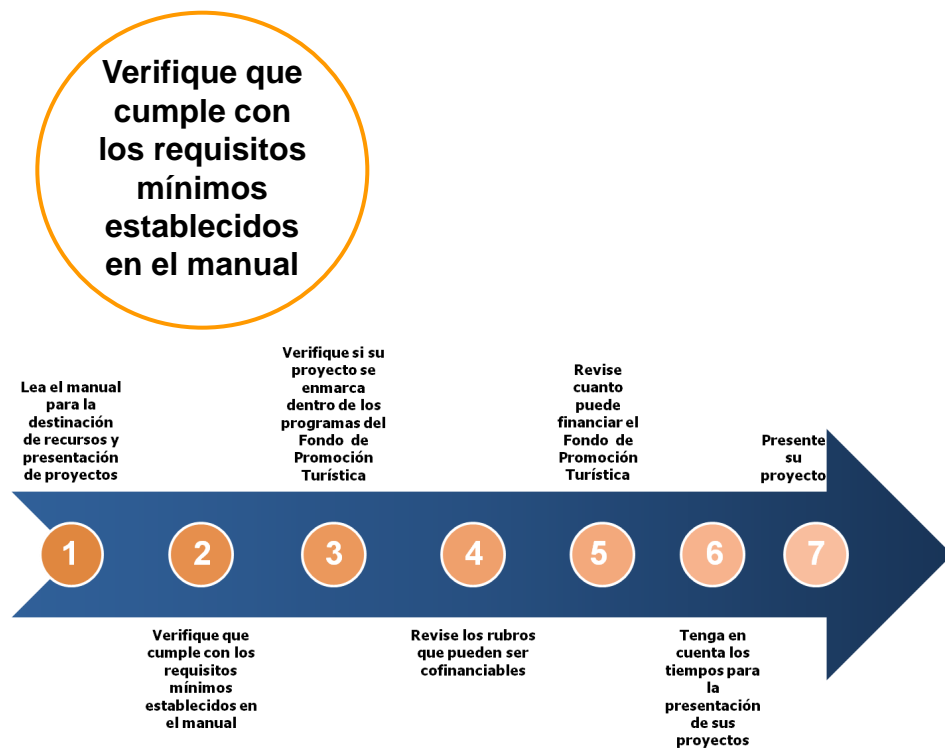 Verifique que
cumple con
los requisitos
mínimos
establecidos
en el manual
Lea el manual
para la
destinación
de recursos y
presentación
de proyectos
Verifique si su
proyecto se
enmarca
dentro de los
programas del
Fondo de
Promoción
Turística
Revise
cuanto
puede
financiar el
Fondo de
Promoción
Turística
Presente
su
proyecto
1
2
3
4
5
6
7
Verifique que
cumple con los
requisitos
mínimos
establecidos en
el manual
Revise los rubros
que pueden ser
cofinanciables
Tenga en
cuenta los
tiempos para
la
presentación
de sus
proyectos